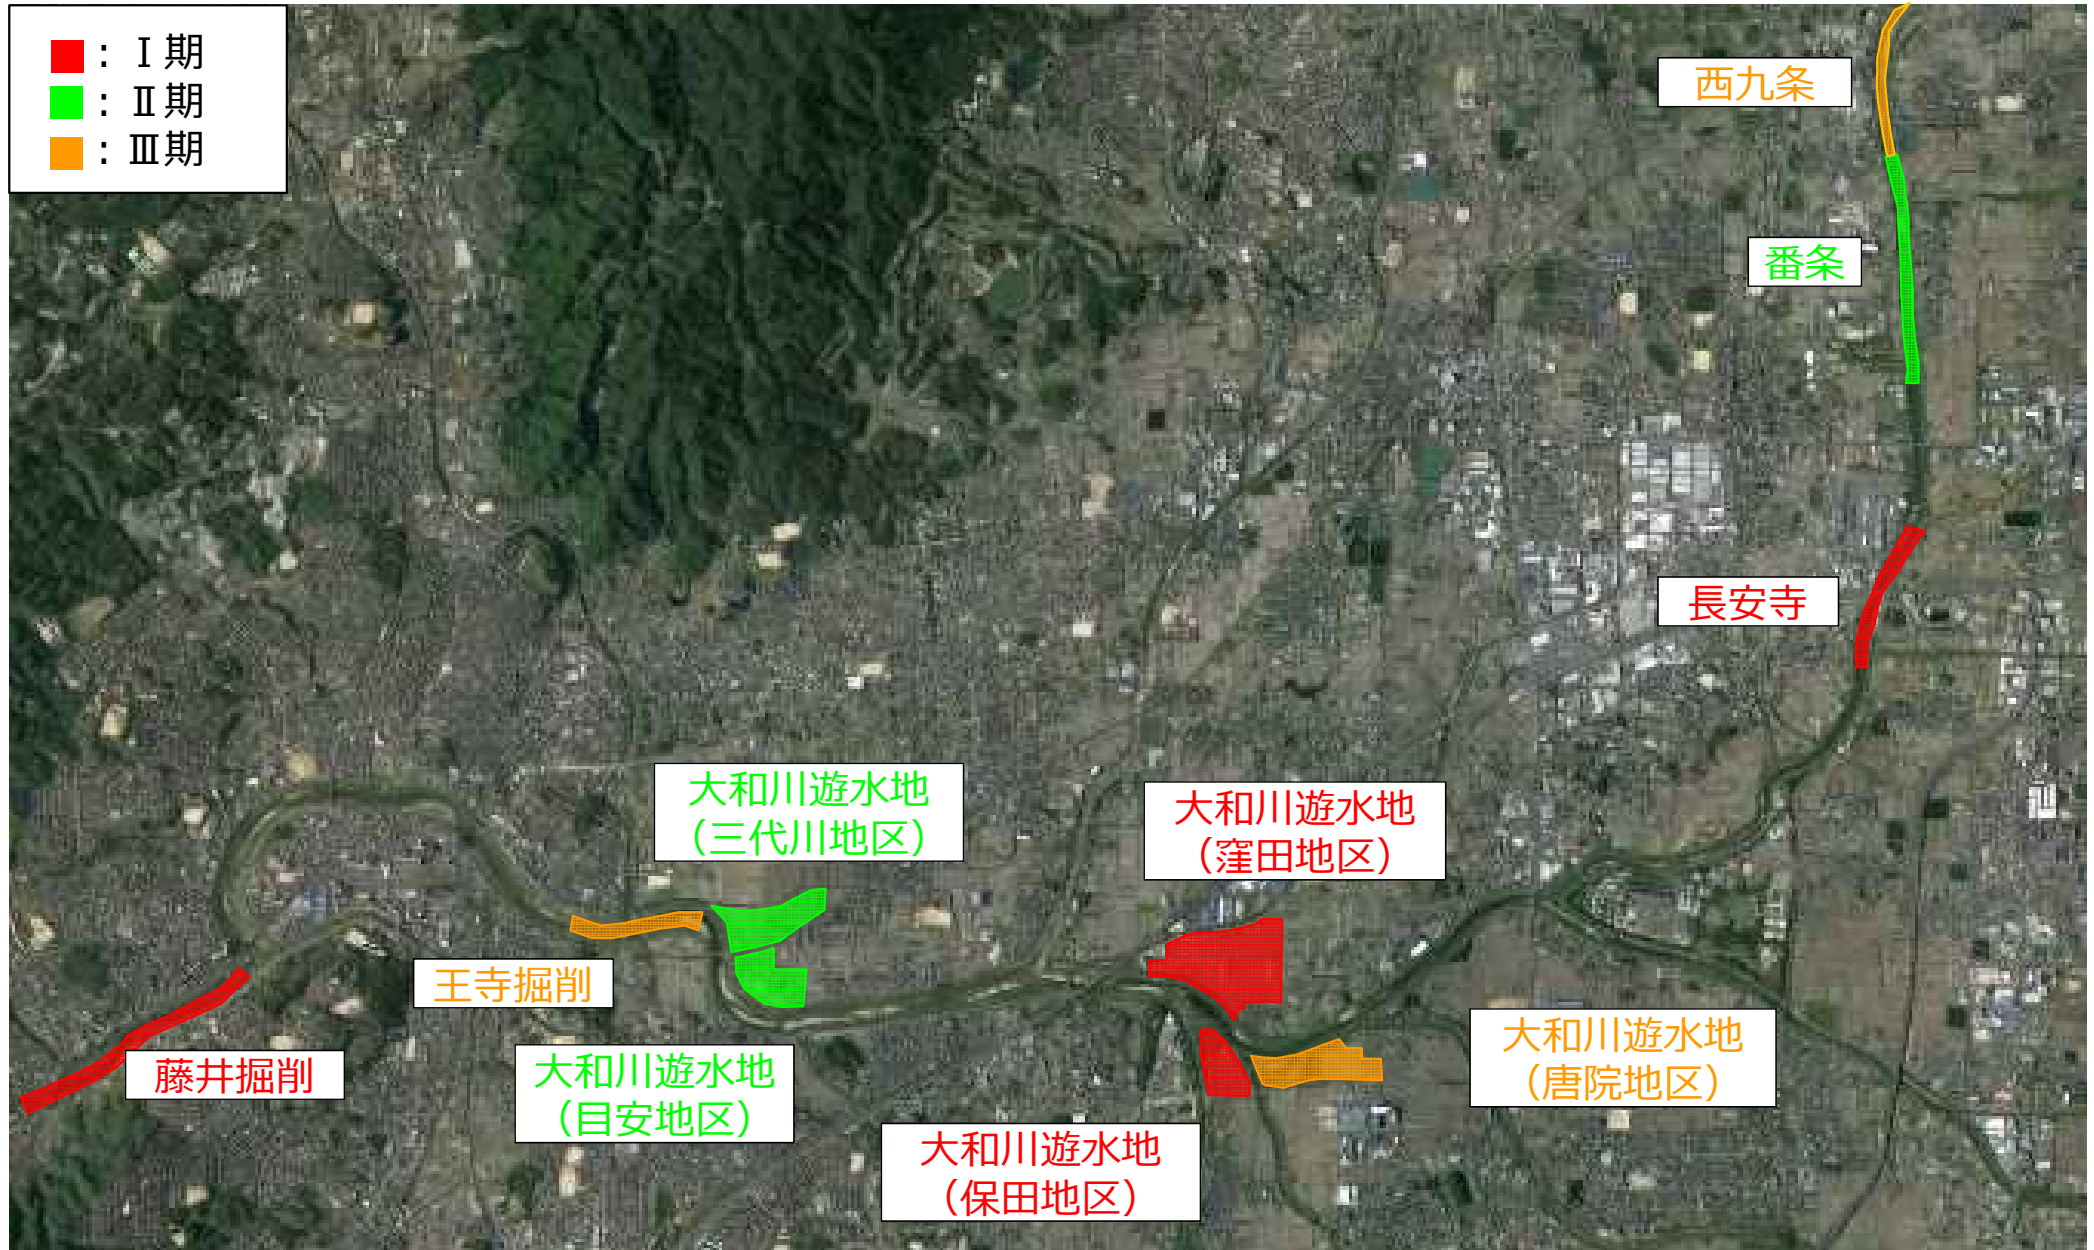 ：Ⅰ期
：Ⅱ期
：Ⅲ期
西九条
番条
長安寺
大和川遊水地
（三代川地区）
大和川遊水地
（窪田地区）
王寺掘削
藤井掘削
大和川遊水地
（目安地区）
大和川遊水地
（唐院地区）
大和川遊水地
（保田地区）